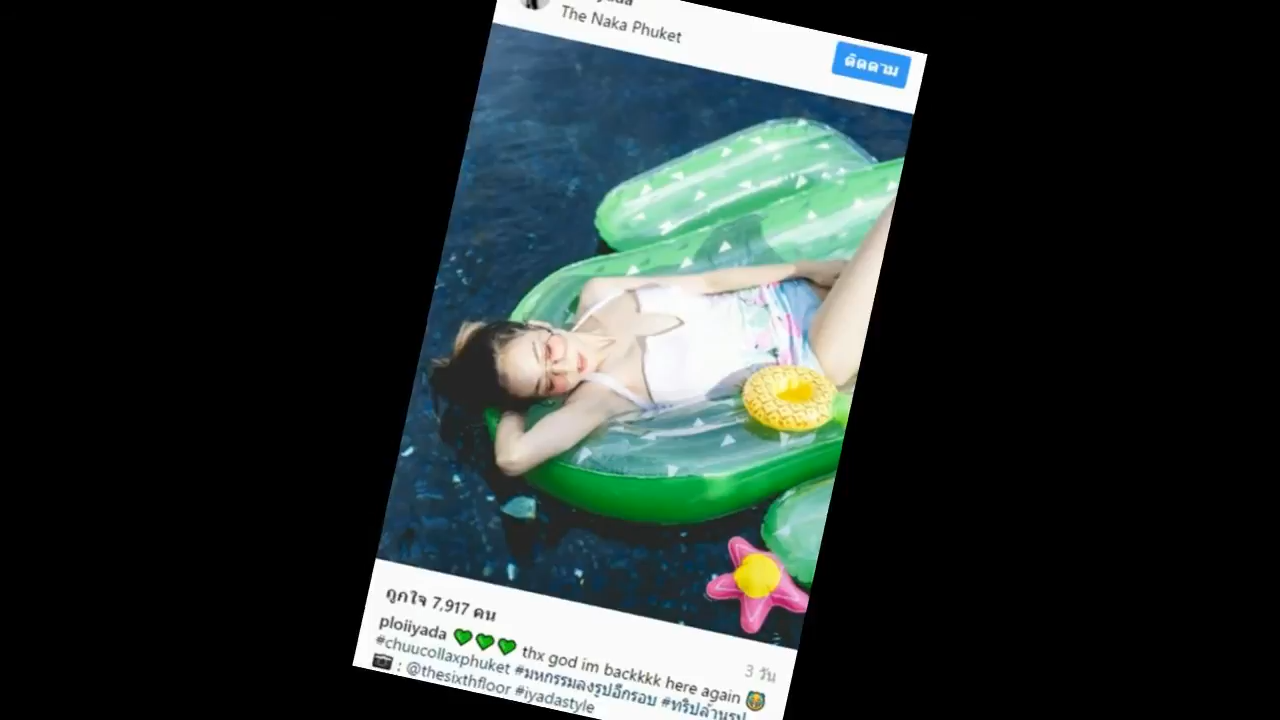 The Naka Phuket
ติดตาม
ถูกใจ 7,917 คน
ploiiyada 💚💚💚 thx god im backkkk here again
3 วัน
#chuucollaxphuket #มหกรรมลงรูปอีกรอบ #ทริปล้านรูป
📷 : @thesixthfloor #iyadastyle